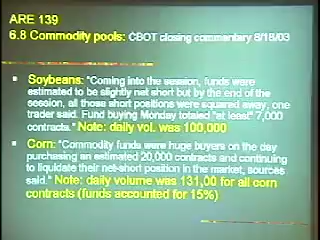 ARE 139
6.8 Commodity pools: CBOT closing commentary 8/18/03
Soybeans: "Coming into the session, funds were
estimated to be slightly net short but by the end of the
session, all those short positions were squared away, one
trader said. Fund buying Monday totaled "at least" 7,000
contracts." Note: daily vol. was 100,000
Corn: "Commodity funds were huge buyers on the day
purchasing an estimated 20,000 contracts and continuing
to liquidate their net-short position in the market, sources
said." Note: daily volume was 131,00 for all corn
contracts (funds accounted for 15%)